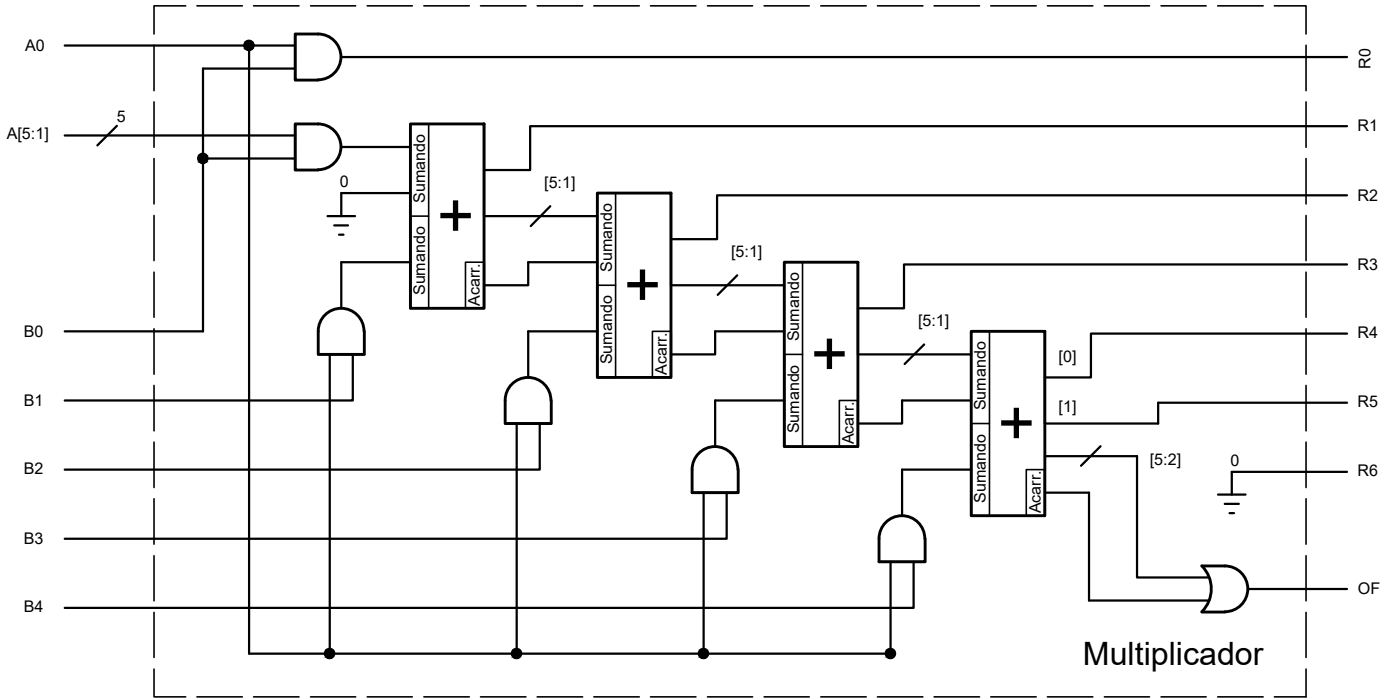 A0
R0
5
A[5:1]
R1
0
Sumando
Sumando
+
Acarr.
[5:1]
R2
Sumando
Sumando
+
Acarr.
[5:1]
R3
Sumando
Sumando
+
Acarr.
[5:1]
B0
R4
Sumando
Sumando
+
Acarr.
[0]
[1]
B1
R5
[5:2]
0
B2
R6
B3
OF
B4
Multiplicador